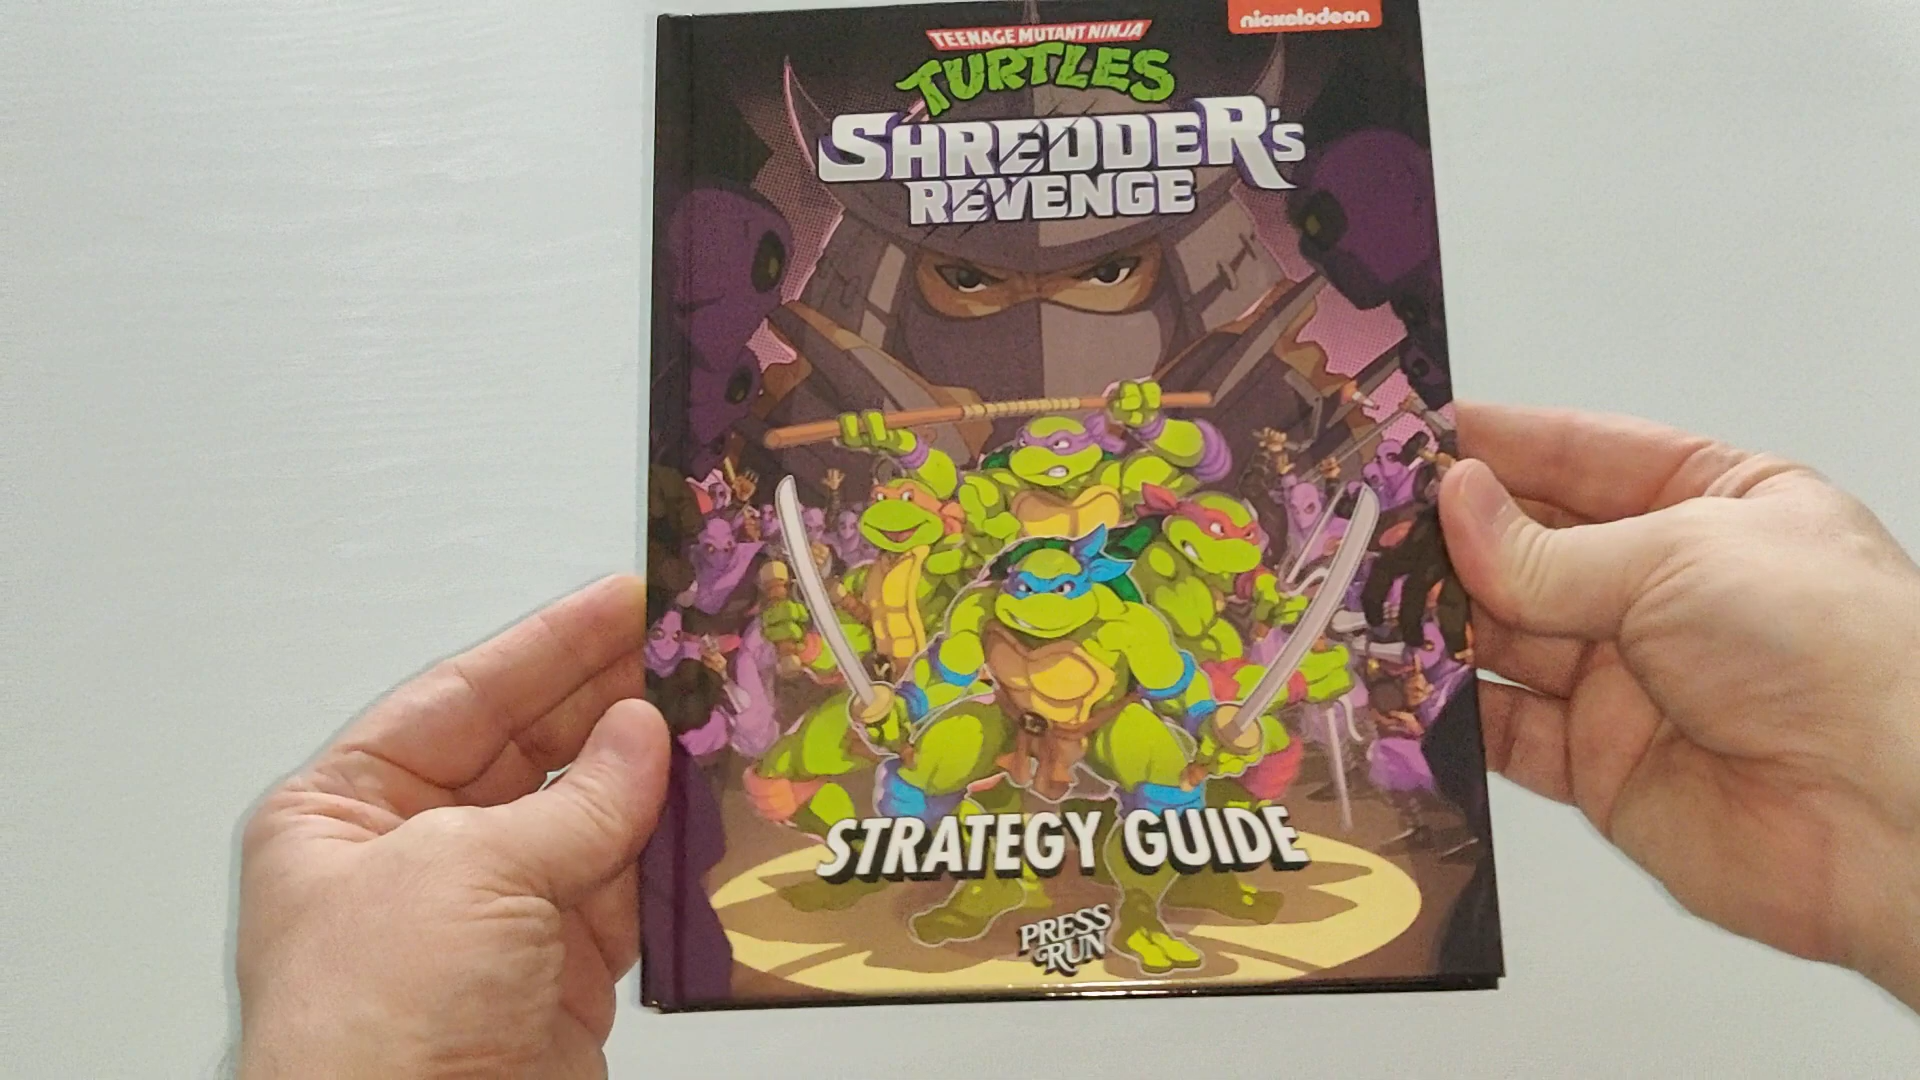 nickelodeon
TEENAGE MUTANT NINJA
TURTLES
SHREDDER'S
REVENGE
STRATEGY GUIDE
PRESS
RUN